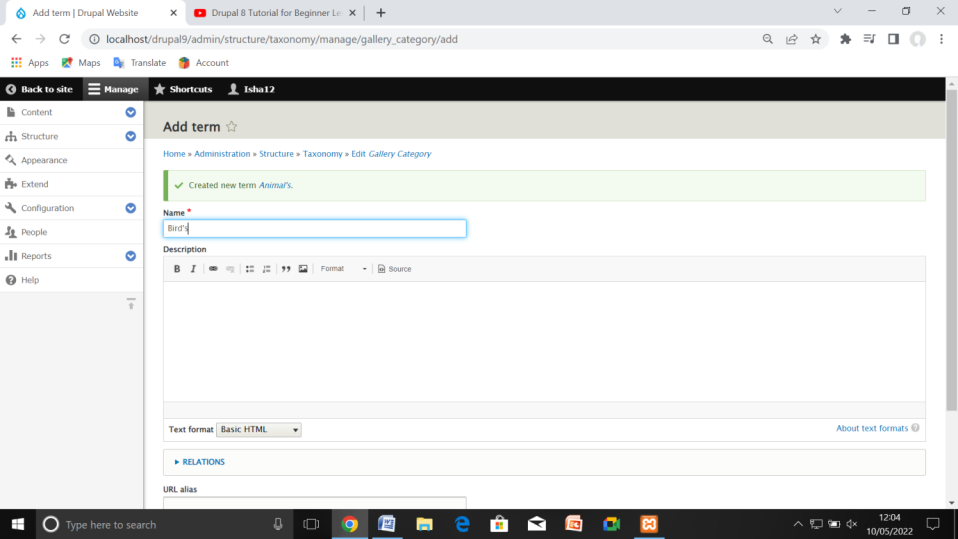 Add term | Drupal Website
Drupal 8 Tutorial for Beginner Le
localhost/drupal9/admin/structure/taxonomy/manage/gallery_category/add
Apps Maps Translate Account
Back to site Manage Shortcuts Isha12
Content
Structure
Appearance
Extend
Configuration
People
Reports
Help
Add term
Home » Administration » Structure » Taxonomy » Edit Gallery Category
Created new term Animal's.
Name *
Bird's
Description
B I Format Source
Text format Basic HTML
About text formats ?
RELATIONS
URL alias
Type here to search
12:04
10/05/2022